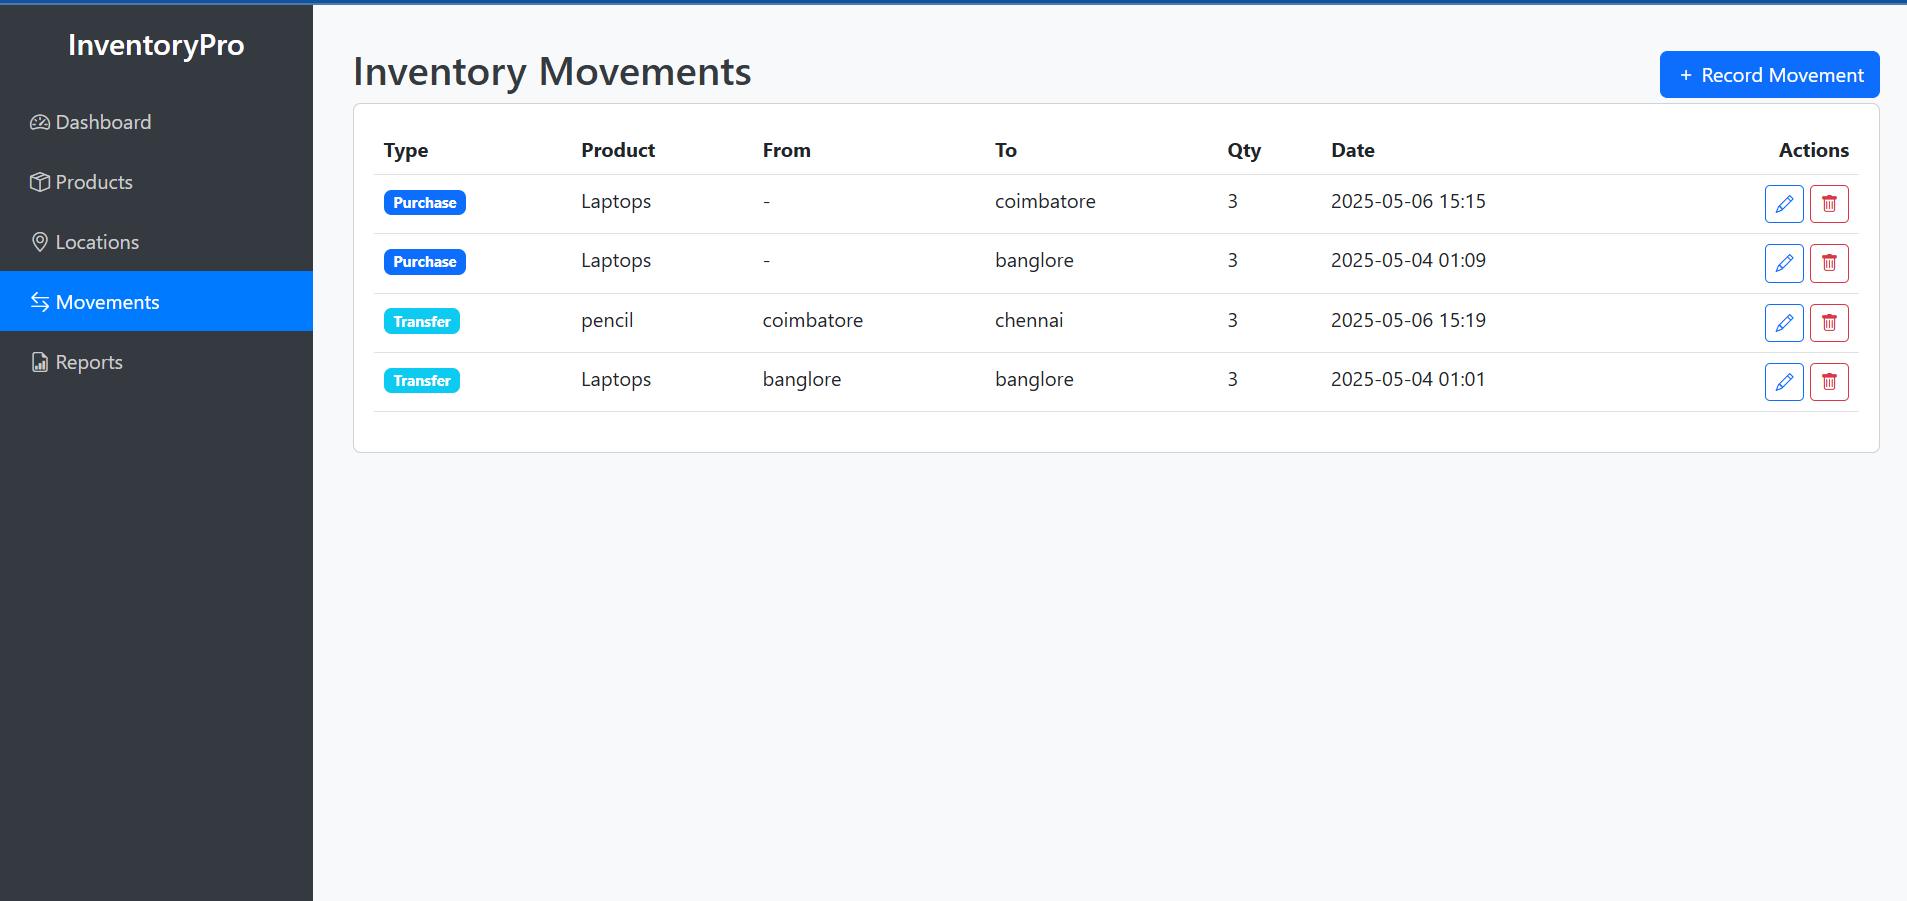 InventoryPro
Dashboard
Products
Locations
Movements
Reports
Inventory Movements
+ Record Movement
Type Product From To Qty Date Actions
Purchase Laptops - coimbatore 3 2025-05-06 15:15
Purchase Laptops - banglore 3 2025-05-04 01:09
Transfer pencil coimbatore chennai 3 2025-05-06 15:19
Transfer Laptops banglore banglore 3 2025-05-04 01:01